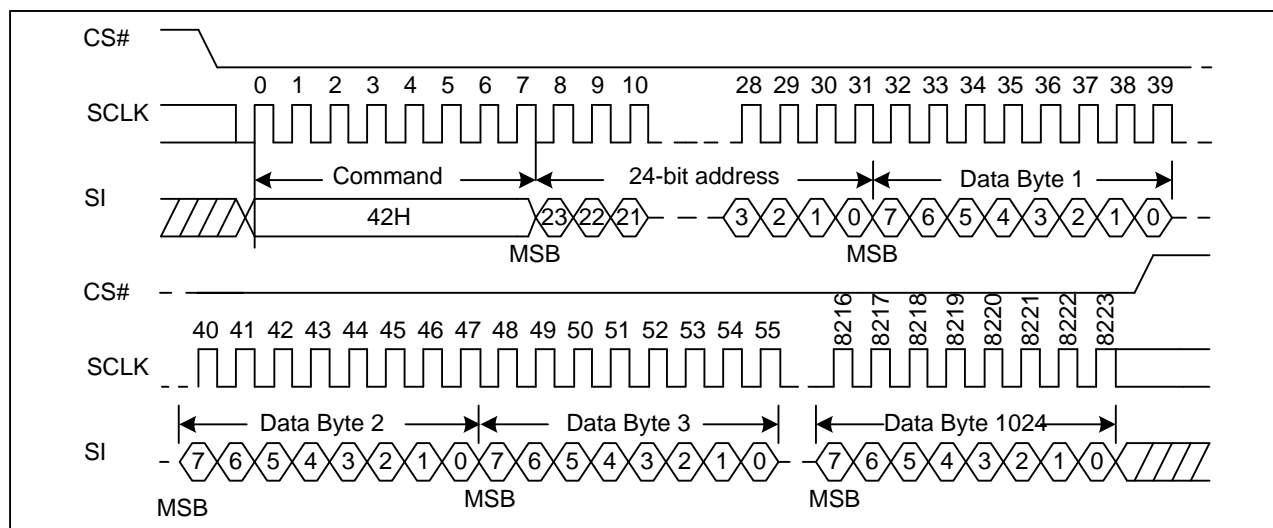 CS#
0 1 2 3 4 5 6 7 8 9 10 28 29 30 31 32 33 34 35 36 37 38 39
SCLK
Command 24-bit address Data Byte 1
SI
42H 23 22 21 3 2 1 0 7 6 5 4 3 2 1 0
MSB MSB
CS#
40 41 42 43 44 45 46 47 48 49 50 51 52 53 54 55 8216 8217 8218 8219 8220 8221 8222 8223
SCLK
Data Byte 2 Data Byte 3 Data Byte 1024
SI
7 6 5 4 3 2 1 0 7 6 5 4 3 2 1 0 7 6 5 4 3 2 1 0
MSB MSB MSB